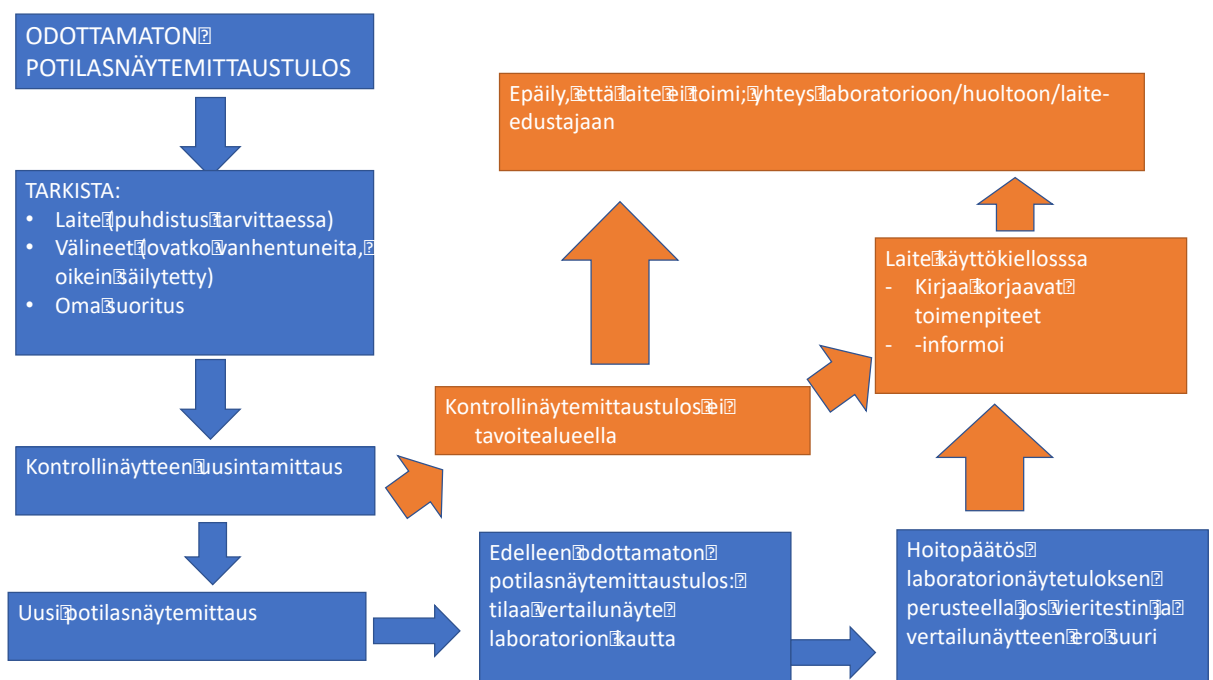 ODOTTAMATON
POTILASNÄYTEMITTAUSTULOS
Epäily, että laite ei toimi; yhteys laboratorioon/huoltoon/laite-
edustajaan
TARKISTA:
• Laite (puhdistus tarvittaessa)
• Välineet (ovatko vanhentuneita,
oikein säilytetty)
• Oma suoritus
Laite käyttökiellosssa
- Kirjaa korjaavat
toimenpiteet
- -informoi
Kontrollinäytemittaustulos ei
tavoitealueella
Kontrollinäytteen uusintamittaus
Uusi potilasnäytemittaus
Edelleen odottamaton
potilasnäytemittaustulos:
tilaa vertailunäyte
laboratorion kautta
Hoitopäätös
laboratorionäytetuloksen
perusteella jos vieritestin ja
vertailunäytteen ero suuri